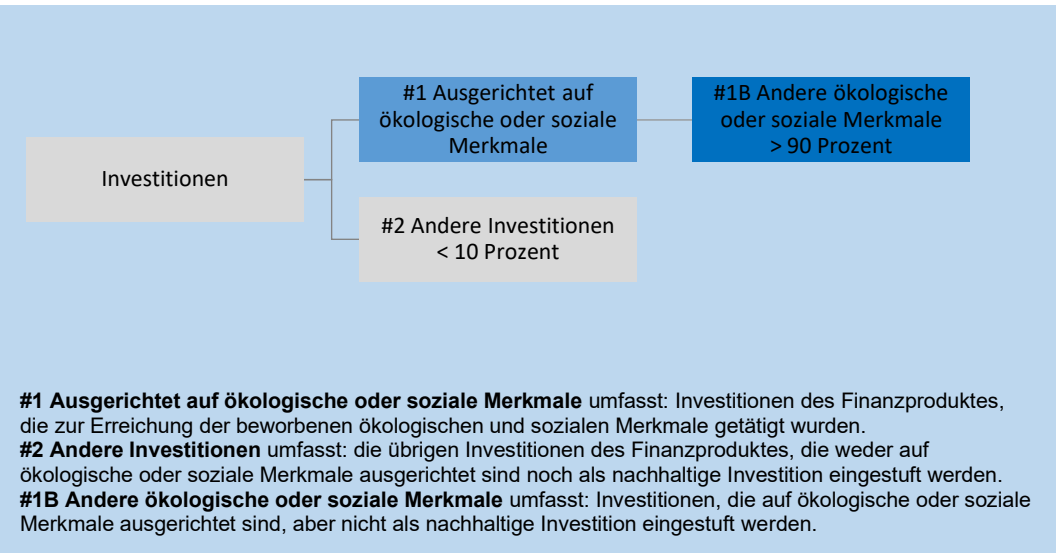 #1 Ausgerichtet auf
ökologische oder soziale
Merkmale
#1B Andere ökologische
oder soziale Merkmale
> 90 Prozent
Investitionen
#2 Andere Investitionen
< 10 Prozent
#1 Ausgerichtet auf ökologische oder soziale Merkmale umfasst: Investitionen des Finanzproduktes,
die zur Erreichung der beworbenen ökologischen und sozialen Merkmale getätigt wurden.
#2 Andere Investitionen umfasst: die übrigen Investitionen des Finanzproduktes, die weder auf
ökologische oder soziale Merkmale ausgerichtet sind noch als nachhaltige Investition eingestuft werden.
#1B Andere ökologische oder soziale Merkmale umfasst: Investitionen, die auf ökologische oder soziale
Merkmale ausgerichtet sind, aber nicht als nachhaltige Investition eingestuft werden.